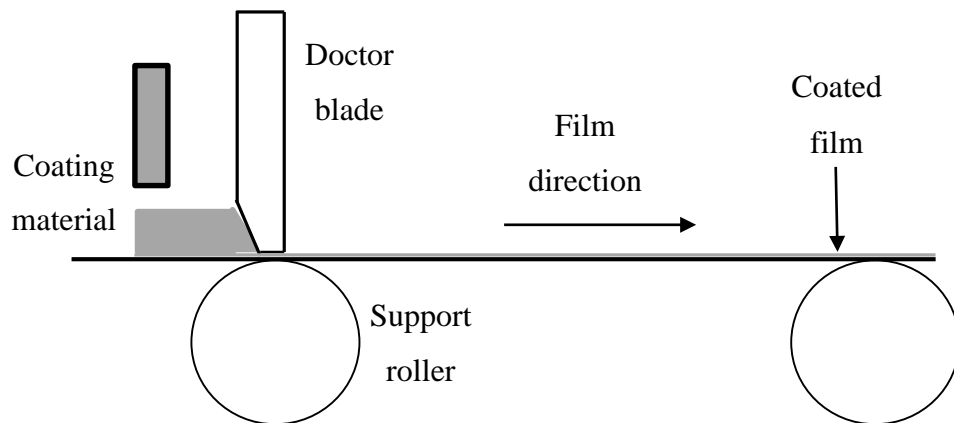 Doctor
blade
Coating
material
Film
direction
Coated
film
Support
roller